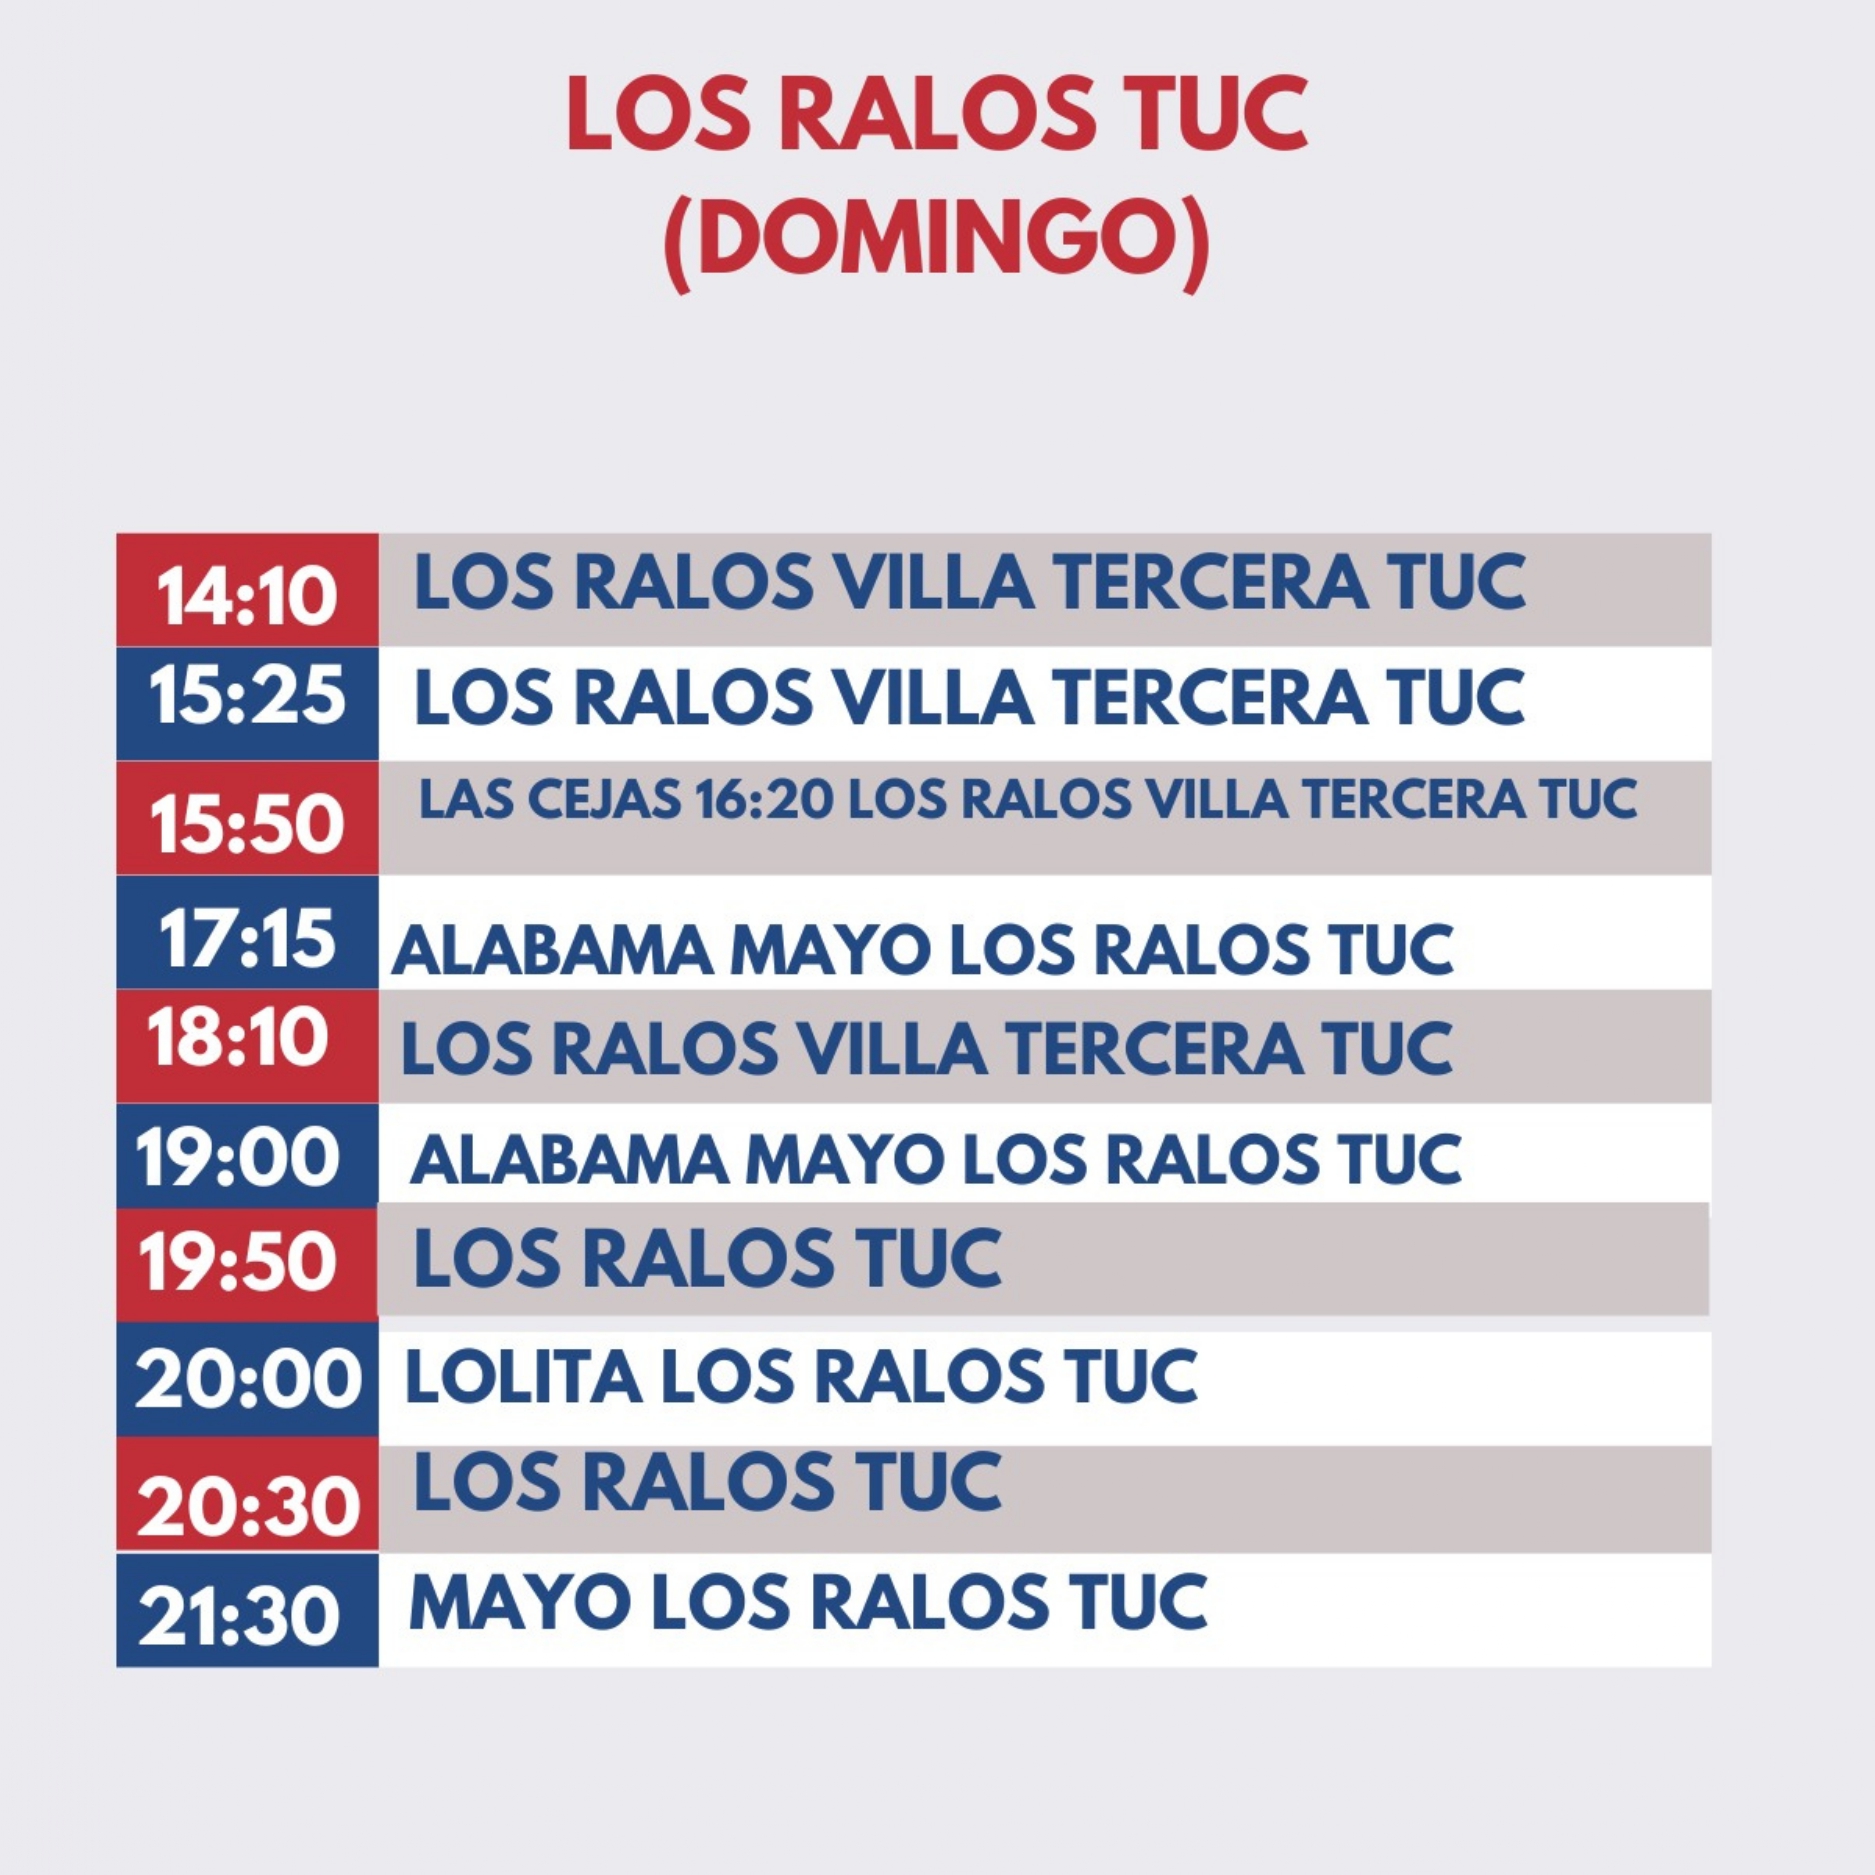 LOS RALOS TUC
(DOMINGO)
14:10 LOS RALOS VILLA TERCERA TUC
15:25 LOS RALOS VILLA TERCERA TUC
15:50 LAS CEJAS 16:20 LOS RALOS VILLA TERCERA TUC
17:15 ALABAMA MAYO LOS RALOS TUC
18:10 LOS RALOS VILLA TERCERA TUC
19:00 ALABAMA MAYO LOS RALOS TUC
19:50 LOS RALOS TUC
20:00 LOLITA LOS RALOS TUC
20:30 LOS RALOS TUC
21:30 MAYO LOS RALOS TUC